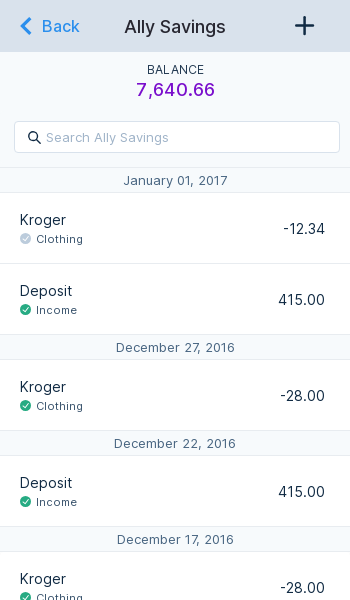 Back Ally Savings
BALANCE
7,640.66
Search Ally Savings
January 01, 2017
Kroger
-12.34
Clothing
Deposit
415.00
Income
December 27, 2016
Kroger
-28.00
Clothing
December 22, 2016
Deposit
415.00
Income
December 17, 2016
Kroger
-28.00
Clothing